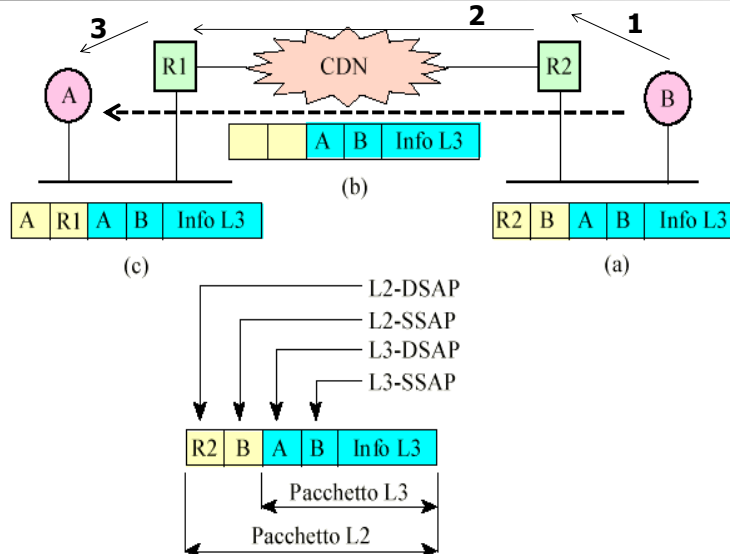 3 2 1
R1 CDN R2
A B
A B Info L3
(b)
A R1 A B Info L3
R2 B A B Info L3
(c) (a)
L2-DSAP
L2-SSAP
L3-DSAP
L3-SSAP
R2 B A B Info L3
Pacchetto L3
Pacchetto L2